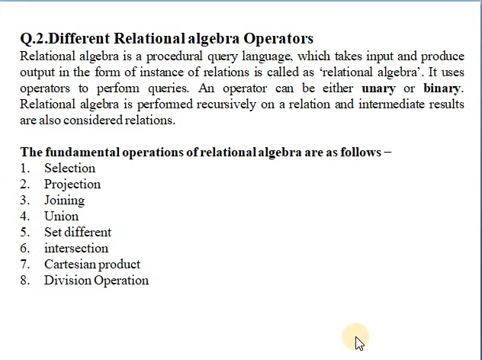 Q.2.Different Relational algebra Operators
Relational algebra is a procedural query language, which takes input and produce
output in the form of instance of relations is called as ‘relational algebra’. It uses
operators to perform queries. An operator can be either unary or binary.
Relational algebra is performed recursively on a relation and intermediate results
are also considered relations.
The fundamental operations of relational algebra are as follows –
1. Selection
2. Projection
3. Joining
4. Union
5. Set different
6. intersection
7. Cartesian product
8. Division Operation